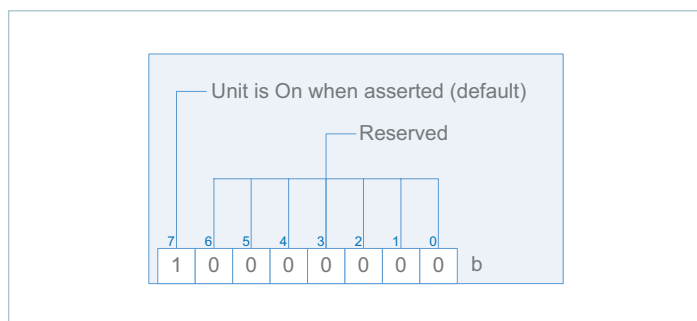 Unit is On when asserted (default)
Reserved
7 6 5 4 3 2 1 0
1 0 0 0 0 0 0 0 b